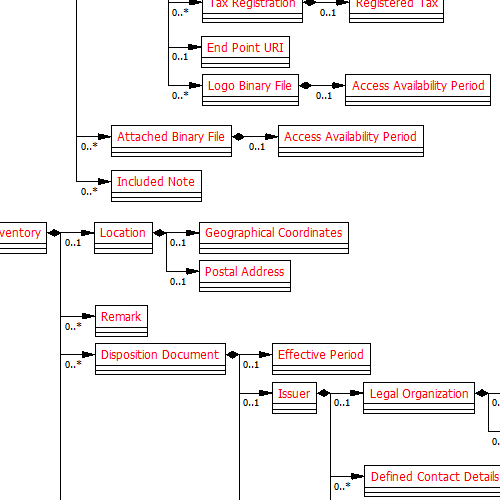 Tax Registration
Registered Tax
0..*
0..1
End Point URI
0..1
Logo Binary File
Access Availability Period
0..*
0..1
Attached Binary File
Access Availability Period
0..*
0..1
Included Note
0..*
ventory
Location
Geographical Coordinates
0..1
0..1
Postal Address
0..1
Remark
0..*
Disposition Document
Effective Period
0..*
0..1
Issuer
Legal Organization
0..1
0..1
0..
0..
Defined Contact Details
0..*